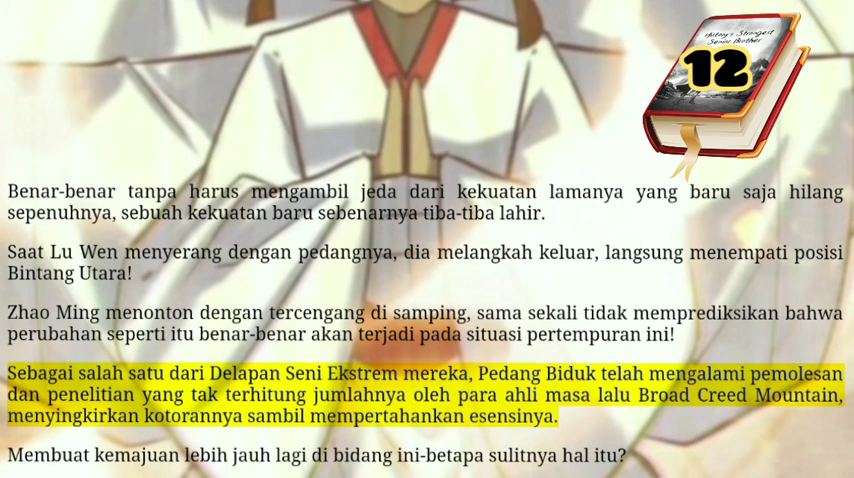 History's Strongest
Senior Brother
12
Benar-benar tanpa harus mengambil jeda dari kekuatan lamanya yang baru saja hilang
sepenuhnya, sebuah kekuatan baru sebenarnya tiba-tiba lahir.
Saat Lu Wen menyerang dengan pedangnya, dia melangkah keluar, langsung menempati posisi
Bintang Utara!
Zhao Ming menonton dengan tercengang di samping, sama sekali tidak memprediksikan bahwa
perubahan seperti itu benar-benar akan terjadi pada situasi pertempuran ini!
Sebagai salah satu dari Delapan Seni Ekstrem mereka, Pedang Biduk telah mengalami pemolesan
dan penelitian yang tak terhitung jumlahnya oleh para ahli masa lalu Broad Creed Mountain,
menyingkirkan kotorannya sambil mempertahankan esensinya.
Membuat kemajuan lebih jauh lagi di bidang ini-betapa sulitnya hal itu?